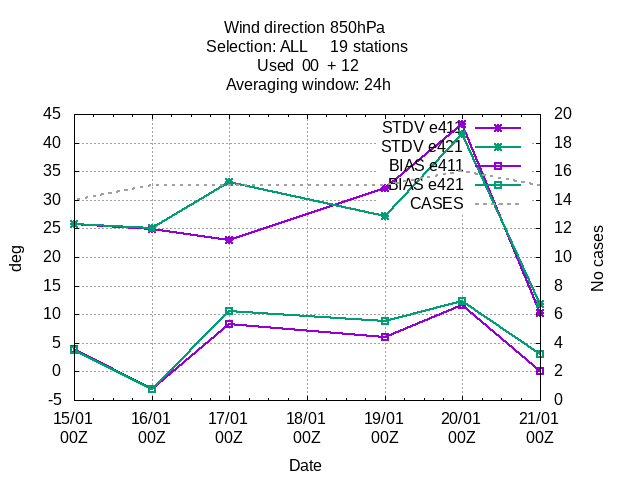 Wind direction 850hPa
Selection: ALL 19 stations
Used 00 + 12
Averaging window: 24h
45
40
35
30
25
20
15
10
5
0
-5
deg
20
18
16
14
12
10
8
6
4
2
0
No cases
STDV e411
STDV e421
BIAS e411
BIAS e421
CASES
15/01 16/01 17/01 18/01 19/01 20/01 21/01
00Z 00Z 00Z 00Z 00Z 00Z 00Z
Date